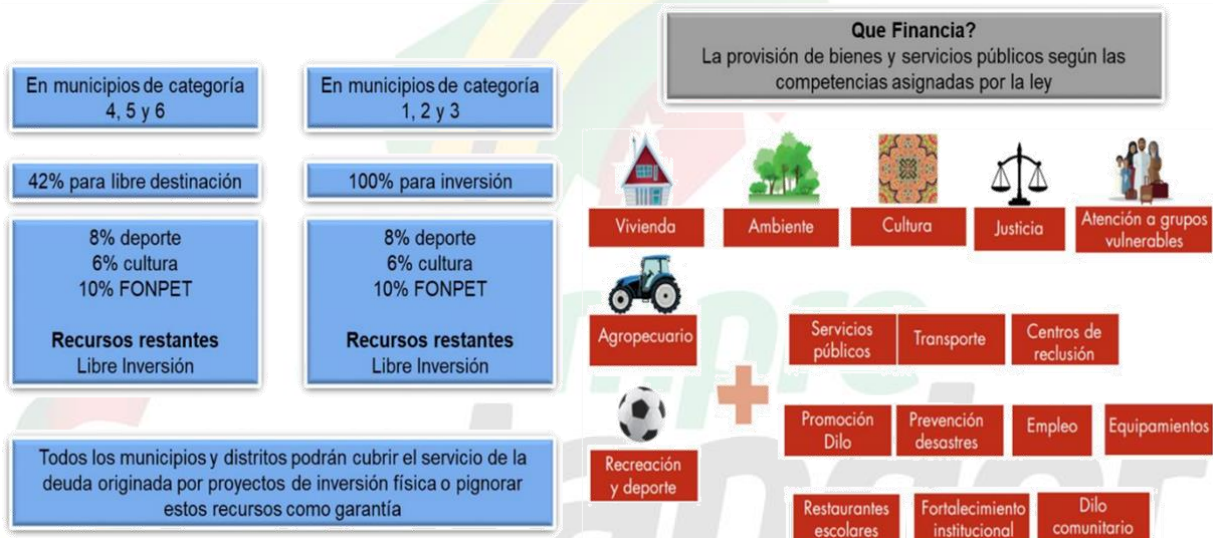 Que Financia?
La provisión de bienes y servicios públicos según las
competencias asignadas por la ley
En municipios de categoría
4, 5 y 6
42% para libre destinación
8% deporte
6% cultura
10% FONPET
Recursos restantes
Libre Inversión
En municipios de categoría
1, 2 y 3
100% para inversión
8% deporte
6% cultura
10% FONPET
Recursos restantes
Libre Inversión
Todos los municipios y distritos podrán cubrir el servicio de la
deuda originada por proyectos de inversión física o pignorar
estos recursos como garantía
Vivienda
Ambiente
Cultura
Justicia
Atención a grupos
vulnerables
Agropecuario
Servicios
públicos
Transporte
Centros de
reclusión
Recreación
y deporte
Promoción
Dilo
Prevención
desastres
Empleo
Equipamientos
Restaurantes
escolares
Fortalecimiento
institucional
Dilo
comunitario